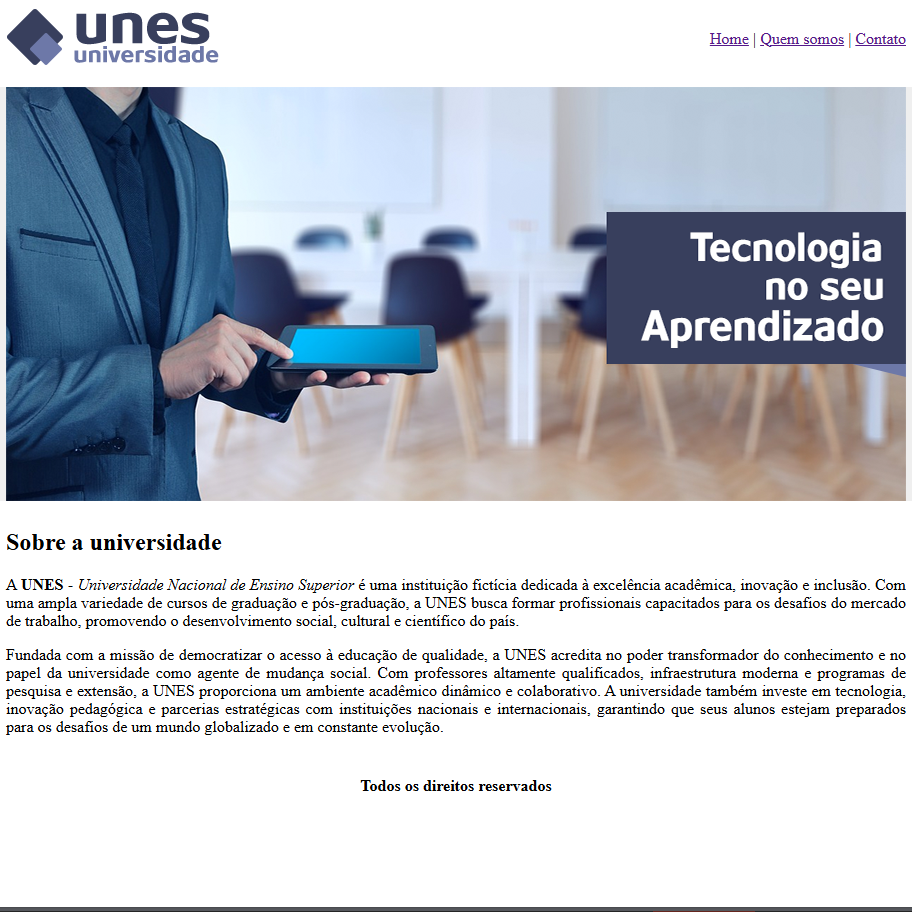 unes
universidade
Home | Quem somos | Contato
Tecnologia
no seu
Aprendizado
Sobre a universidade
A UNES - Universidade Nacional de Ensino Superior é uma instituição fictícia dedicada à excelência acadêmica, inovação e inclusão. Com
uma ampla variedade de cursos de graduação e pós-graduação, a UNES busca formar profissionais capacitados para os desafios do mercado
de trabalho, promovendo o desenvolvimento social, cultural e científico do país.
Fundada com a missão de democratizar o acesso à educação de qualidade, a UNES acredita no poder transformador do conhecimento e no
papel da universidade como agente de mudança social. Com professores altamente qualificados, infraestrutura moderna e programas de
pesquisa e extensão, a UNES proporciona um ambiente acadêmico dinâmico e colaborativo. A universidade também investe em tecnologia,
inovação pedagógica e parcerias estratégicas com instituições nacionais e internacionais, garantindo que seus alunos estejam preparados
para os desafios de um mundo globalizado e em constante evolução.
Todos os direitos reservados